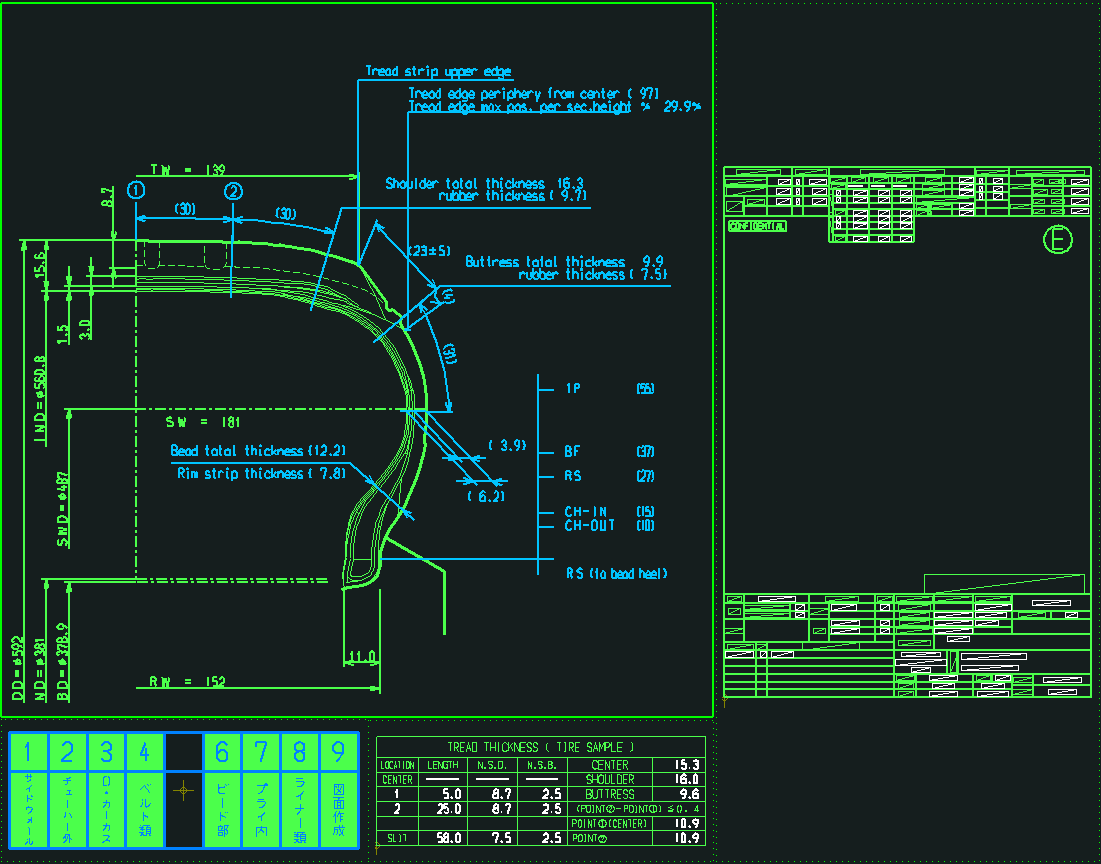 Tread strip upper edge
Tread edge periphery from center ( 97)
Tread edge max pos. per sec.height % 29.9%
TW = 139
1
2
8.7
(30)
(30)
Shoulder total thickness 16.3
rubber thickness ( 9.7)
(23±5)
Buttress total thickness 9.9
rubber thickness ( 7.5)
15.6
1.5
3.0
IND=φ560.8
SW = 181
Bead total thickness (12.2)
Rim strip thickness ( 7.8)
( 3.9)
( 6.2)
1P (55)
BF (37)
RS (27)
CH-IN (15)
CH-OUT (10)
RS (to bead heel)
SWD=φ487
DD=φ592
ND=φ381
BD=φ378.9
11.0
RW = 152
CONFIDENTIAL
E
1 2 3 4 6 7 8 9
サイドウォール
チェーハー外
ベルト類
ビード部
プライ内
ライナー類
図面作成
TREAD THICKNESS ( TIRE SAMPLE )
LOCATION LENGTH N.S.D. N.S.B. CENTER 15.3
CENTER SHOULDER 16.0
1 5.0 8.7 2.5 BUTTRESS 9.6
2 25.0 8.7 2.5 (POINT②-POINT①) ≤0.4
POINT①(CENTER) 10.9
SLIT 58.0 7.5 2.5 POINT② 10.9